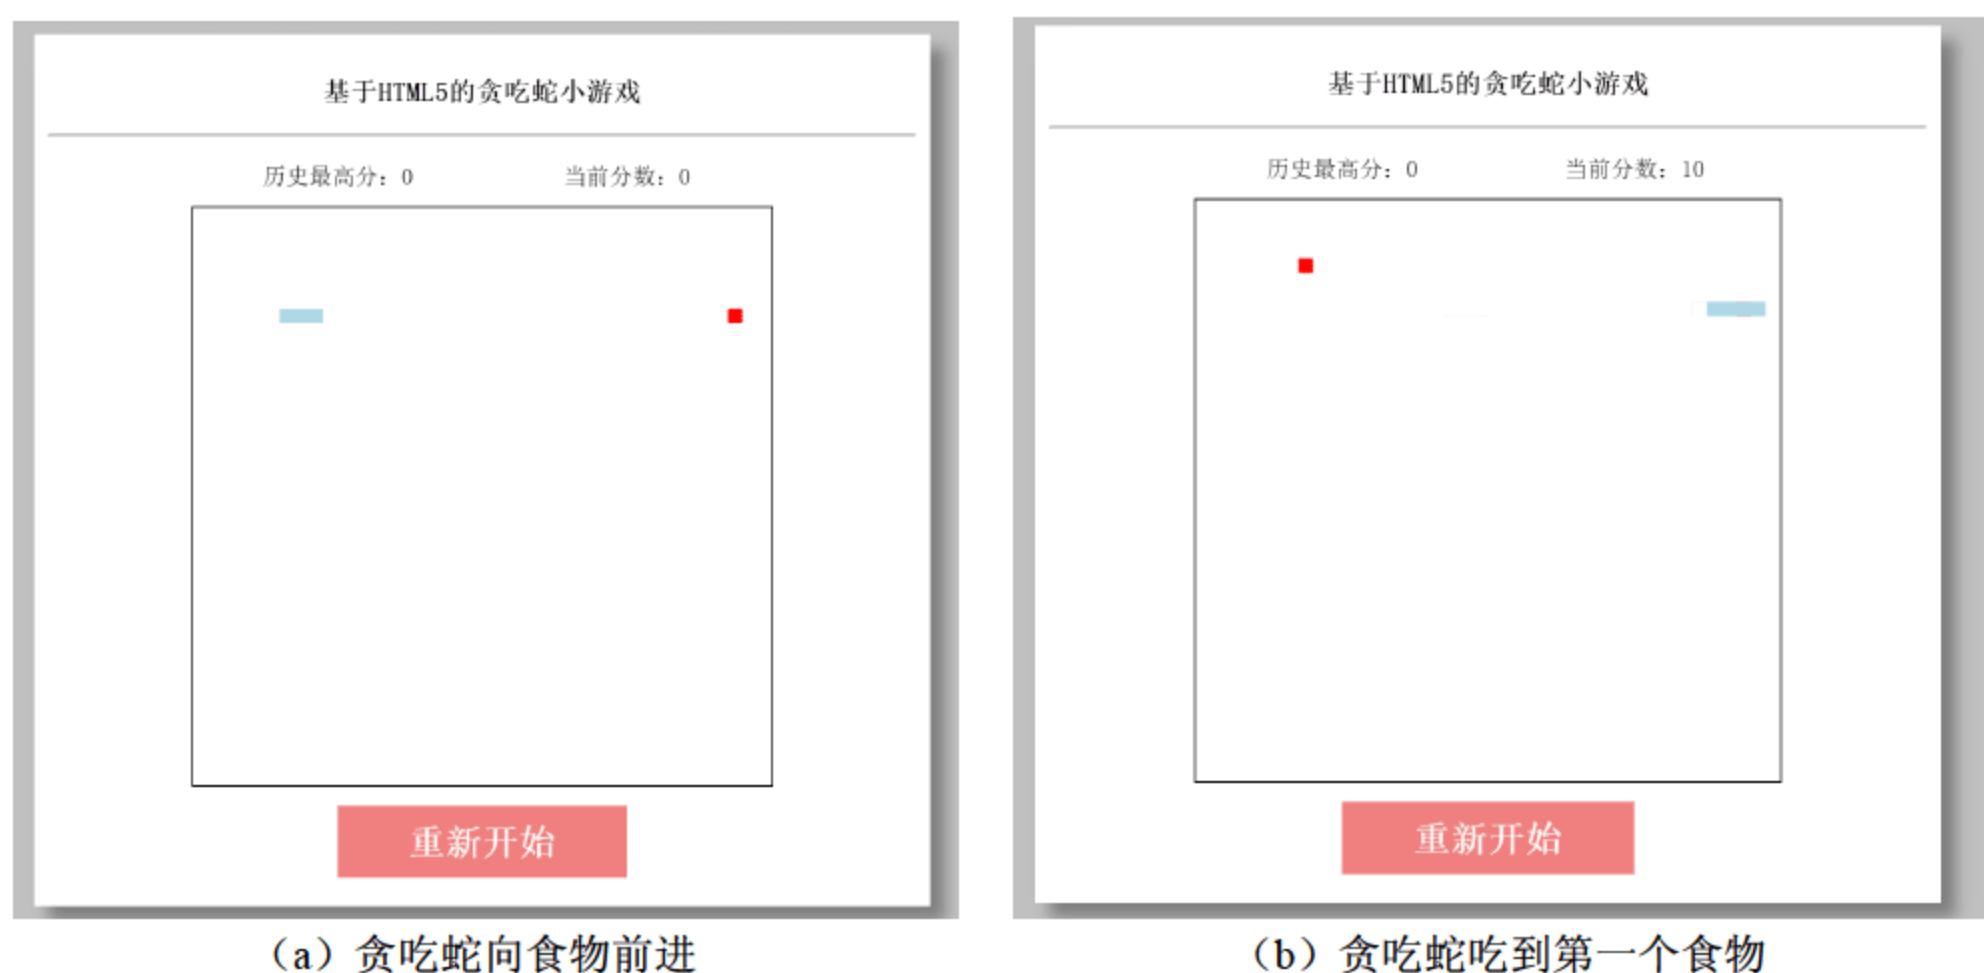 基于HTML5的贪吃蛇小游戏
历史最高分：0 当前分数：0
重新开始
（a）贪吃蛇向食物前进
基于HTML5的贪吃蛇小游戏
历史最高分：0 当前分数：10
重新开始
（b）贪吃蛇吃到第一个食物